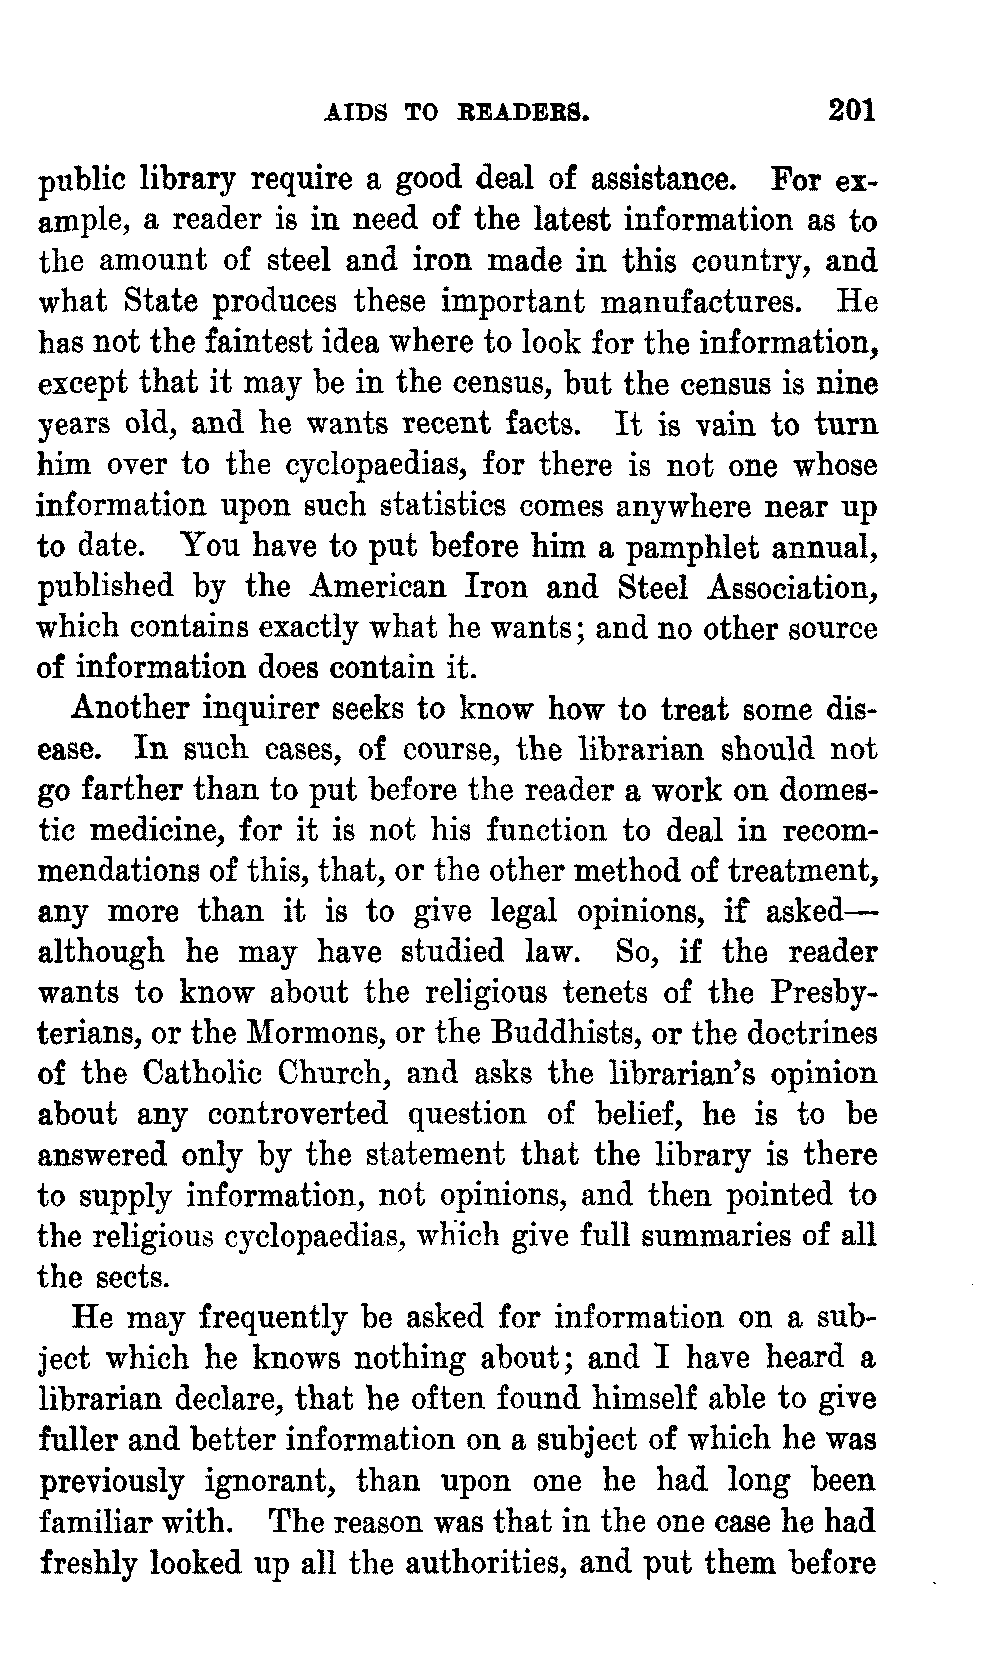 AIDS TO READERS. 201
public library require a good deal of assistance. For ex-
ample, a reader is in need of the latest information as to
the amount of steel and iron made in this country, and
what State produces these important manufactures. He
has not the faintest idea where to look for the information,
except that it may be in the census, but the census is nine
years old, and he wants recent facts. It is vain to turn
him over to the cyclopaedias, for there is not one whose
information upon such statistics comes anywhere near up
to date. You have to put before him a pamphlet annual,
published by the American Iron and Steel Association,
which contains exactly what he wants; and no other source
of information does contain it.
Another inquirer seeks to know how to treat some dis-
ease. In such cases, of course, the librarian should not
go farther than to put before the reader a work on domes-
tic medicine, for it is not his function to deal in recom-
mendations of this, that, or the other method of treatment,
any more than it is to give legal opinions, if asked—
although he may have studied law. So, if the reader
wants to know about the religious tenets of the Presby-
terians, or the Mormons, or the Buddhists, or the doctrines
of the Catholic Church, and asks the librarian's opinion
about any controverted question of belief, he is to be
answered only by the statement that the library is there
to supply information, not opinions, and then pointed to
the religious cyclopaedias, which give full summaries of all
the sects.
He may frequently be asked for information on a sub-
ject which he knows nothing about; and I have heard a
librarian declare, that he often found himself able to give
fuller and better information on a subject of which he was
previously ignorant, than upon one he had long been
familiar with. The reason was that in the one case he had
freshly looked up all the authorities, and put them before